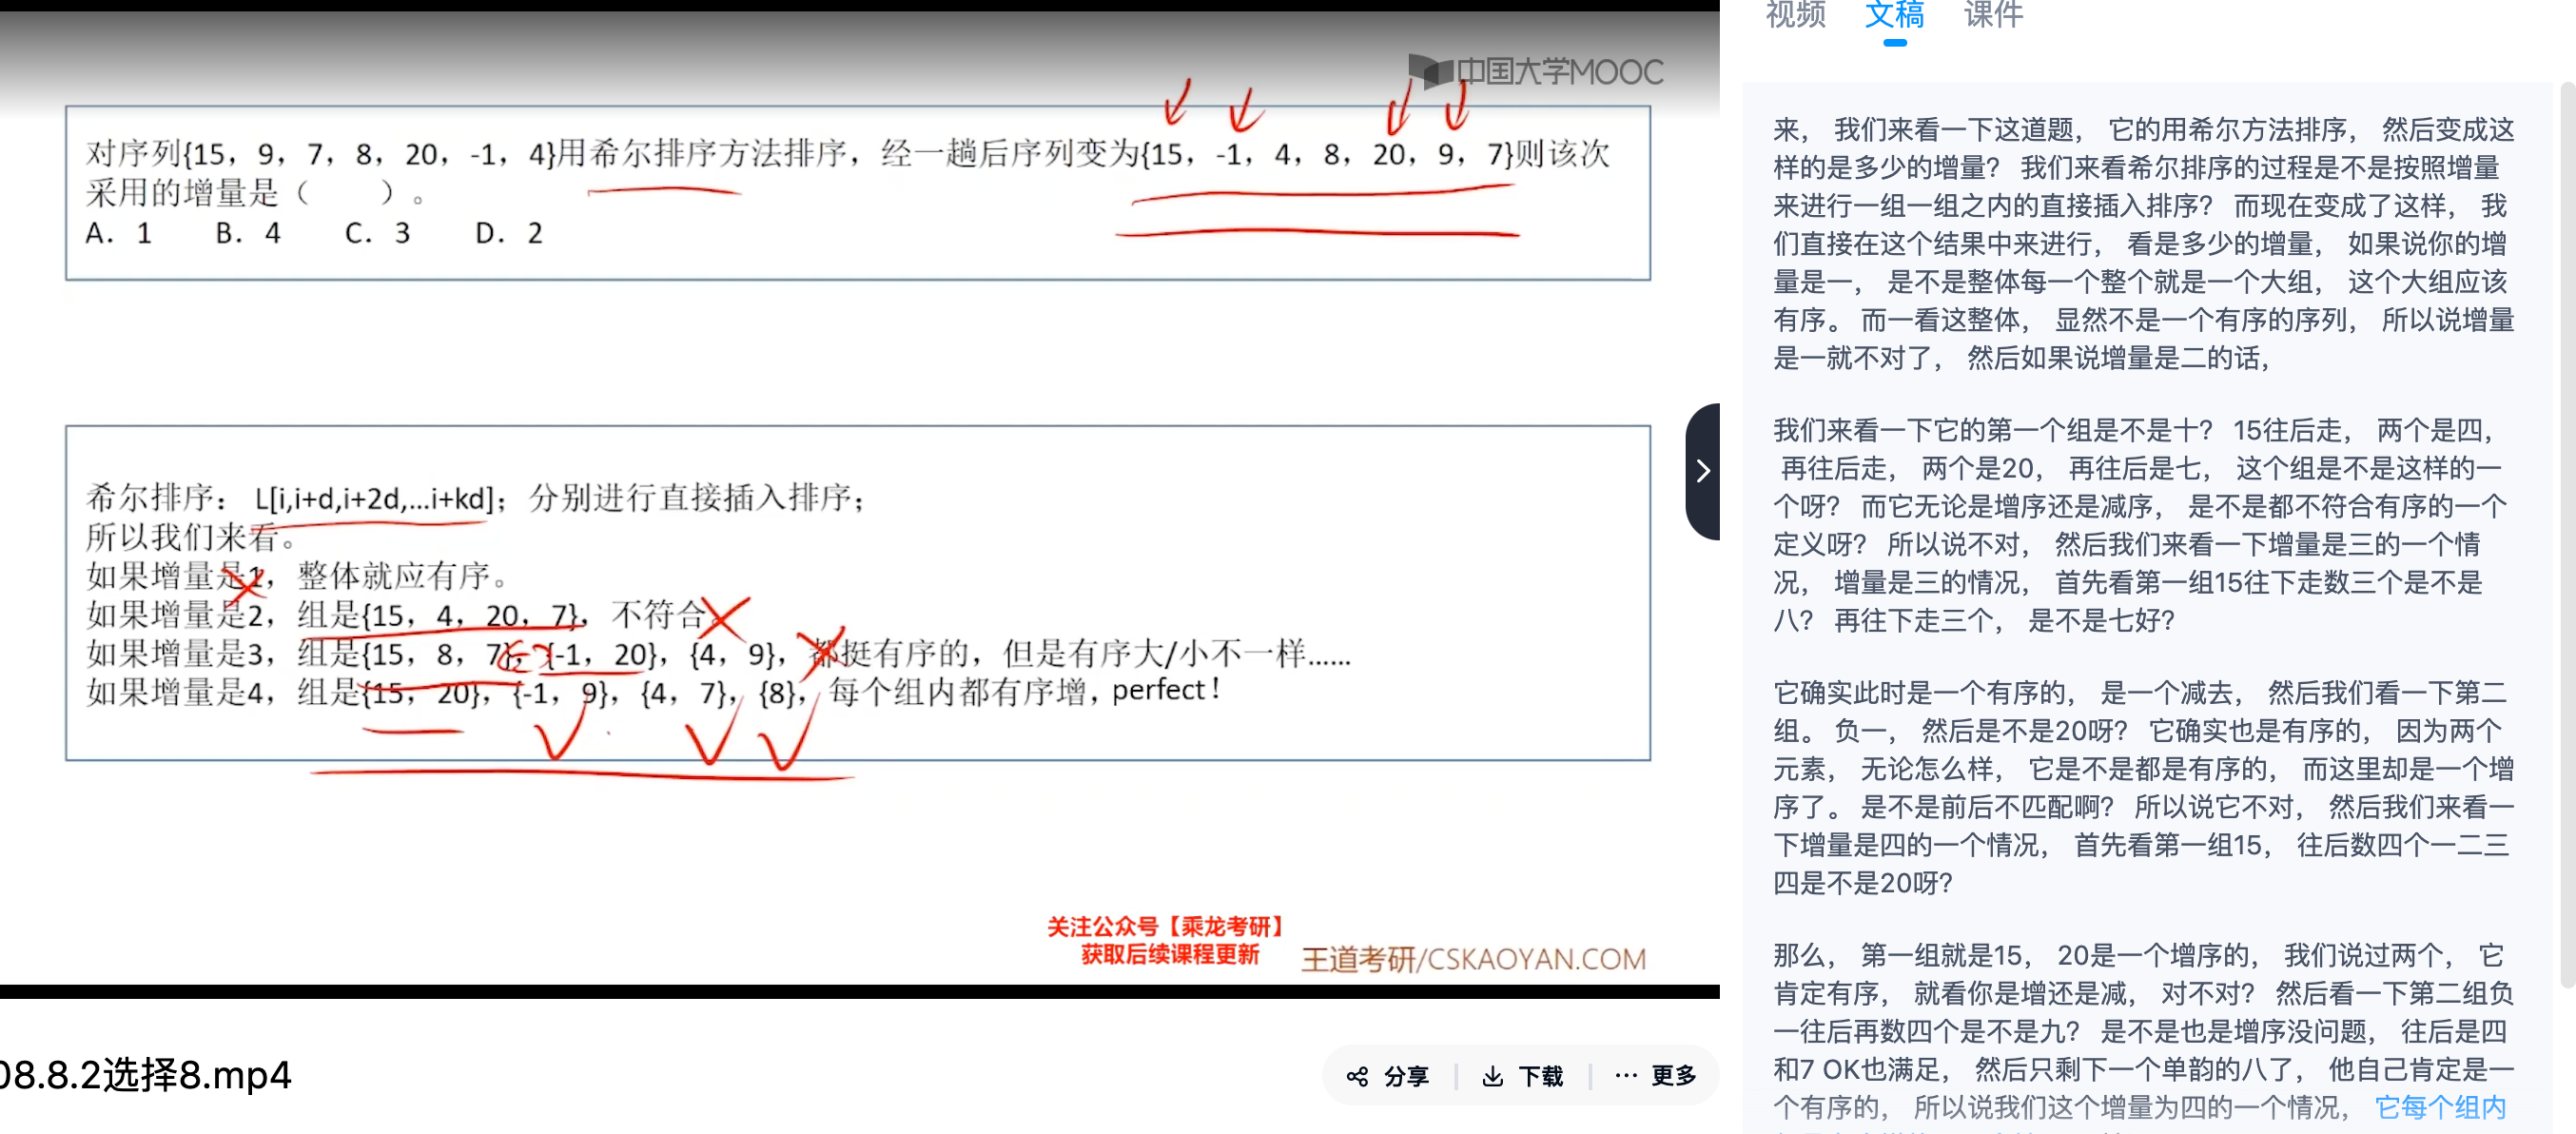 中国大学MOOC
对序列{15，9，7，8，20，-1，4}用希尔排序方法排序，经一趟后序列变为{15，-1，4，8，20，9，7}则该次
采用的增量是（　　）。
A．1　　B．4　　C．3　　D．2
希尔排序：L[i,i+d,i+2d,…i+kd]；分别进行直接插入排序；
所以我们来看。
如果增量是1，整体就应有序。
如果增量是2，组是{15，4，20，7}，不符合
如果增量是3，组是{15，8，7}，{-1，20}，{4，9}，都挺有序的，但是有序大/小不一样……
如果增量是4，组是{15，20}，{-1，9}，{4，7}，{8}，每个组内都有序增，perfect！
关注公众号【乘龙考研】
获取后续课程更新
王道考研/CSKAOYAN.COM
08.8.2选择8.mp4
分享
下载
更多
视频 文稿 课件
来， 我们来看一下这道题， 它的用希尔方法排序， 然后变成这
样的是多少的增量？ 我们来看希尔排序的过程是不是按照增量
来进行一组一组之内的直接插入排序？ 而现在变成了这样， 我
们直接在这个结果中来进行， 看是多少的增量， 如果说你的增
量是一， 是不是整体每一个整个就是一个大组， 这个大组应该
有序。 而一看这整体， 显然不是一个有序的序列， 所以说增量
是一就不对了， 然后如果说增量是二的话，
我们来看一下它的第一个组是不是十？ 15往后走， 两个是四，
再往后走， 两个是20， 再往后是七， 这个组是不是这样的一
个呀？ 而它无论是增序还是减序， 是不是都不符合有序的一个
定义呀？ 所以说不对， 然后我们来看一下增量是三的一个情
况， 增量是三的情况， 首先看第一组15往下走数三个是不是
八？ 再往下走三个， 是不是七好？
它确实此时是一个有序的， 是一个减去， 然后我们看一下第二
组。 负一， 然后是不是20呀？ 它确实也是有序的， 因为两个
元素， 无论怎么样， 它是不是都是有序的， 而这里却是一个增
序了。 是不是前后不匹配啊？ 所以说它不对， 然后我们来看一
下增量是四的一个情况， 首先看第一组15， 往后数四个一二三
四是不是20呀？
那么， 第一组就是15， 20是一个增序的， 我们说过两个， 它
肯定有序， 就看你是增还是减， 对不对？ 然后看一下第二组负
一往后再数四个是不是九？ 是不是也是增序没问题， 往后是四
和7 OK也满足， 然后只剩下一个单韵的八了， 他自己肯定是一
个有序的， 所以说我们这个增量为四的一个情况， 它每个组内